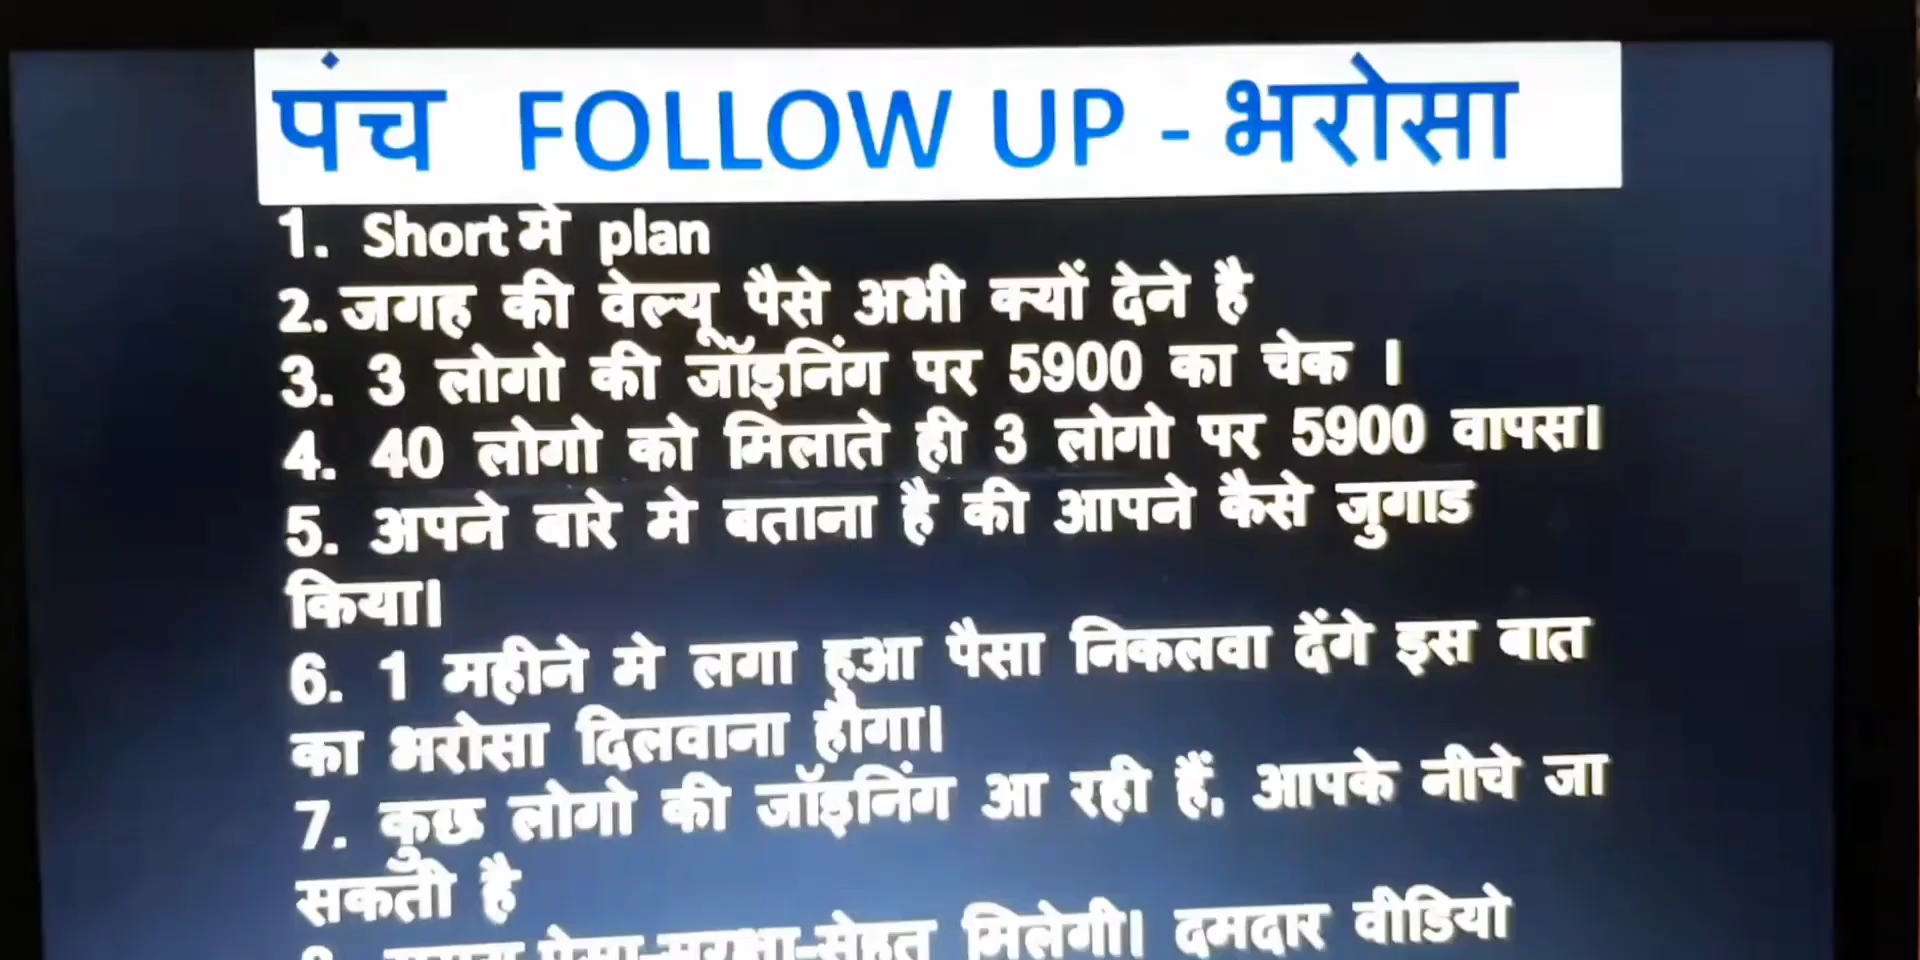 पंच FOLLOW UP - भरोसा
1. Short मे plan
2. जगह की वेल्यू पैसे अभी क्यों देने है
3. 3 लोगो की जॉइनिंग पर 5900 का चेक ।
4. 40 लोगो को मिलाते ही 3 लोगो पर 5900 वापस।
5. अपने बारे मे बताना है की आपने कैसे जुगाड
किया।
6. 1 महीने मे लगा हुआ पैसा निकलवा देंगे इस बात
का भरोसा दिलवाना होगा।
7. कुछ लोगो की जॉइनिंग आ रही हैं, आपके नीचे जा
सकती है
पैसा-सुरक्षा-सेहत मिलेगी। दमदार वीडियो